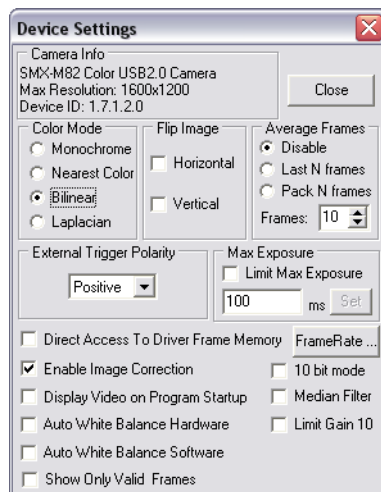 Device Settings
Camera Info
SMX-M82 Color USB2.0 Camera
Max Resolution: 1600x1200
Device ID: 1.7.1.2.0
Close
Color Mode
Monochrome
Nearest Color
Bilinear
Laplacian
Flip Image
Horizontal
Vertical
Average Frames
Disable
Last N frames
Pack N frames
Frames: 10
External Trigger Polarity
Positive
Max Exposure
Limit Max Exposure
100 ms Set
Direct Access To Driver Frame Memory
FrameRate ...
Enable Image Correction
10 bit mode
Display Video on Program Startup
Median Filter
Auto White Balance Hardware
Limit Gain 10
Auto White Balance Software
Show Only Valid Frames